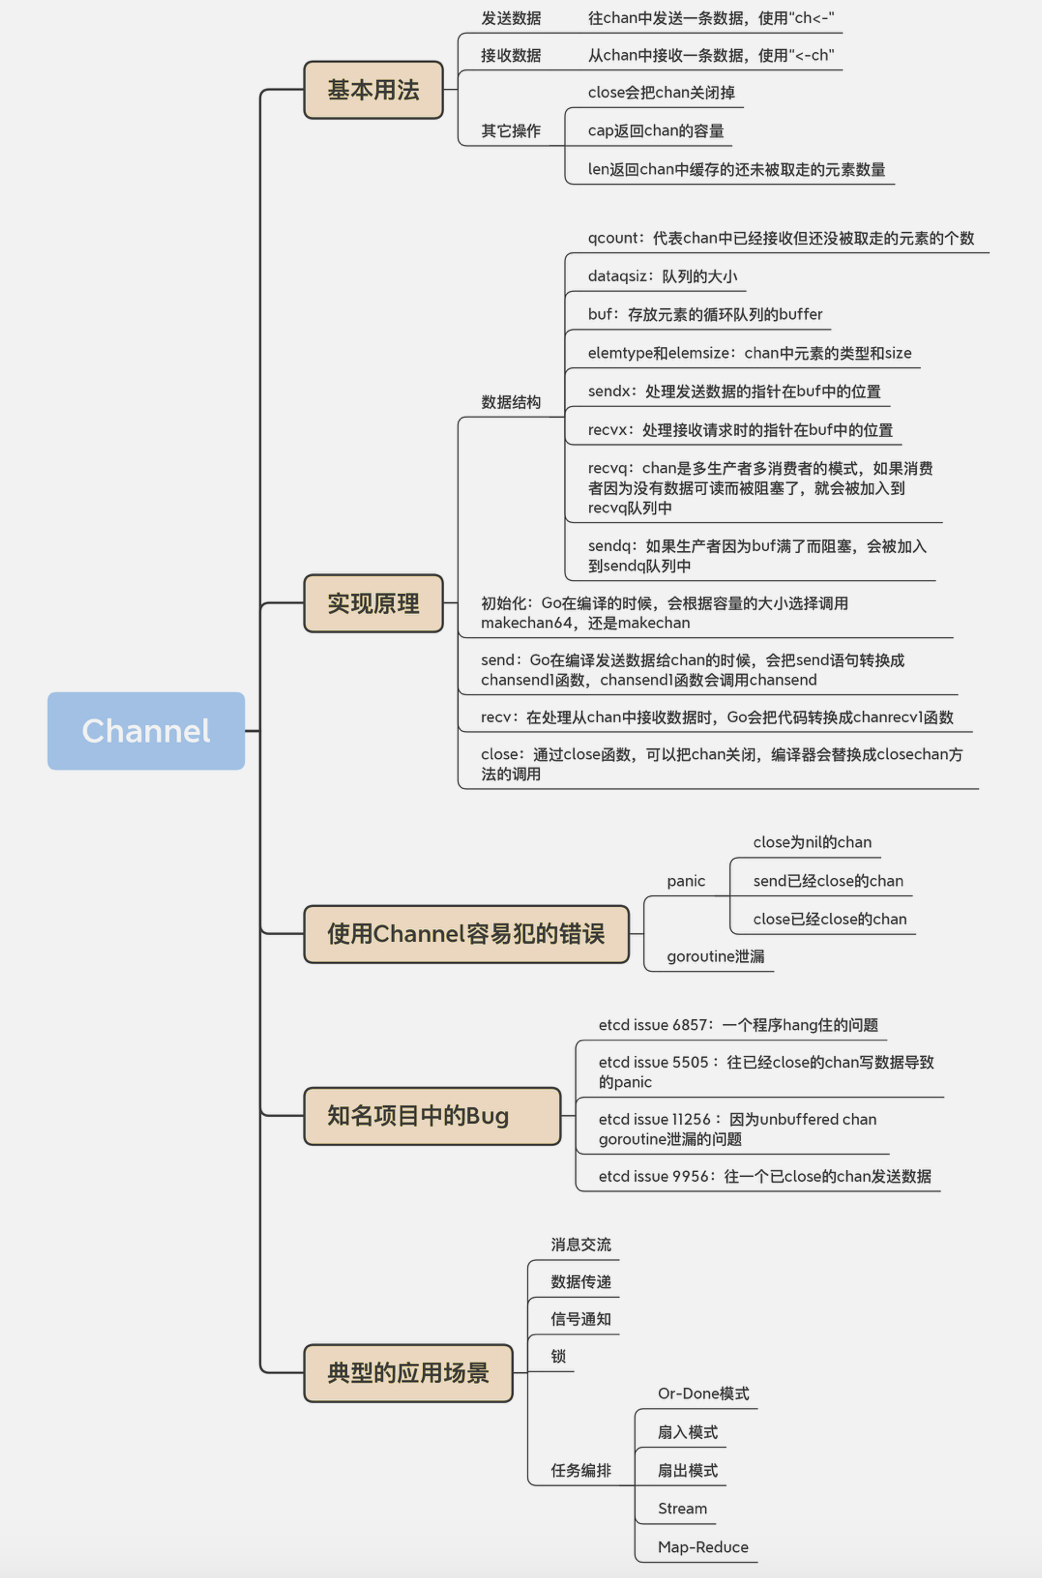 发送数据
往chan中发送一条数据，使用"ch<-"
接收数据
从chan中接收一条数据，使用"<-ch"
基本用法
close会把chan关闭掉
其它操作
cap返回chan的容量
len返回chan中缓存的还未被取走的元素数量
qcount：代表chan中已经接收但还没被取走的元素的个数
dataqsiz：队列的大小
buf：存放元素的循环队列的buffer
elemtype和elemsize：chan中元素的类型和size
数据结构
sendx：处理发送数据的指针在buf中的位置
recvx：处理接收请求时的指针在buf中的位置
recvq：chan是多生产者多消费者的模式，如果消费
者因为没有数据可读而被阻塞了，就会被加入到
recvq队列中
sendq：如果生产者因为buf满了而阻塞，会被加入
到sendq队列中
实现原理
初始化：Go在编译的时候，会根据容量的大小选择调用
makechan64，还是makechan
send：Go在编译发送数据给chan的时候，会把send语句转换成
chansend1函数，chansend1函数会调用chansend
recv：在处理从chan中接收数据时，Go会把代码转换成chanrecv1函数
close：通过close函数，可以把chan关闭，编译器会替换成closechan方
法的调用
Channel
使用Channel容易犯的错误
panic
close为nil的chan
send已经close的chan
close已经close的chan
goroutine泄漏
知名项目中的Bug
etcd issue 6857：一个程序hang住的问题
etcd issue 5505 ：往已经close的chan写数据导致
的panic
etcd issue 11256 ：因为unbuffered chan
goroutine泄漏的问题
etcd issue 9956：往一个已close的chan发送数据
典型的应用场景
消息交流
数据传递
信号通知
锁
任务编排
Or-Done模式
扇入模式
扇出模式
Stream
Map-Reduce